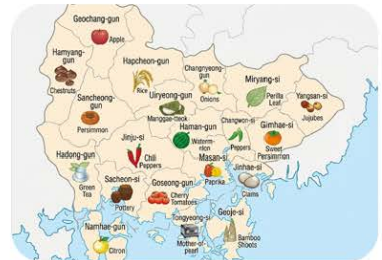 Geochang-gun
Apple
Hamyang-
gun
Chestnuts
Hapcheon-gun
Rice
Changnyeong-
gun
Onions
Miryang-si
Perilla
Leaf
Yangsan-si
Jujubes
Sancheong-
gun
Persimmon
Uiryeong-gun
Manggae-tteok
Haman-gun
Waterm-
elon
Changwon-si
Peppers
Gimhae-si
Sweet
Persimmon
Jinju-si
Chili
Peppers
Masan-si
Paprika
Jinhae-si
Clams
Hadong-gun
Green
Tea
Sacheon-si
Pottery
Goseong-gun
Cherry
Tomatoes
Tongyeong-si
Mother-of-
pearl
Geoje-si
Bamboo
Shoots
Namhae-gun
Citron